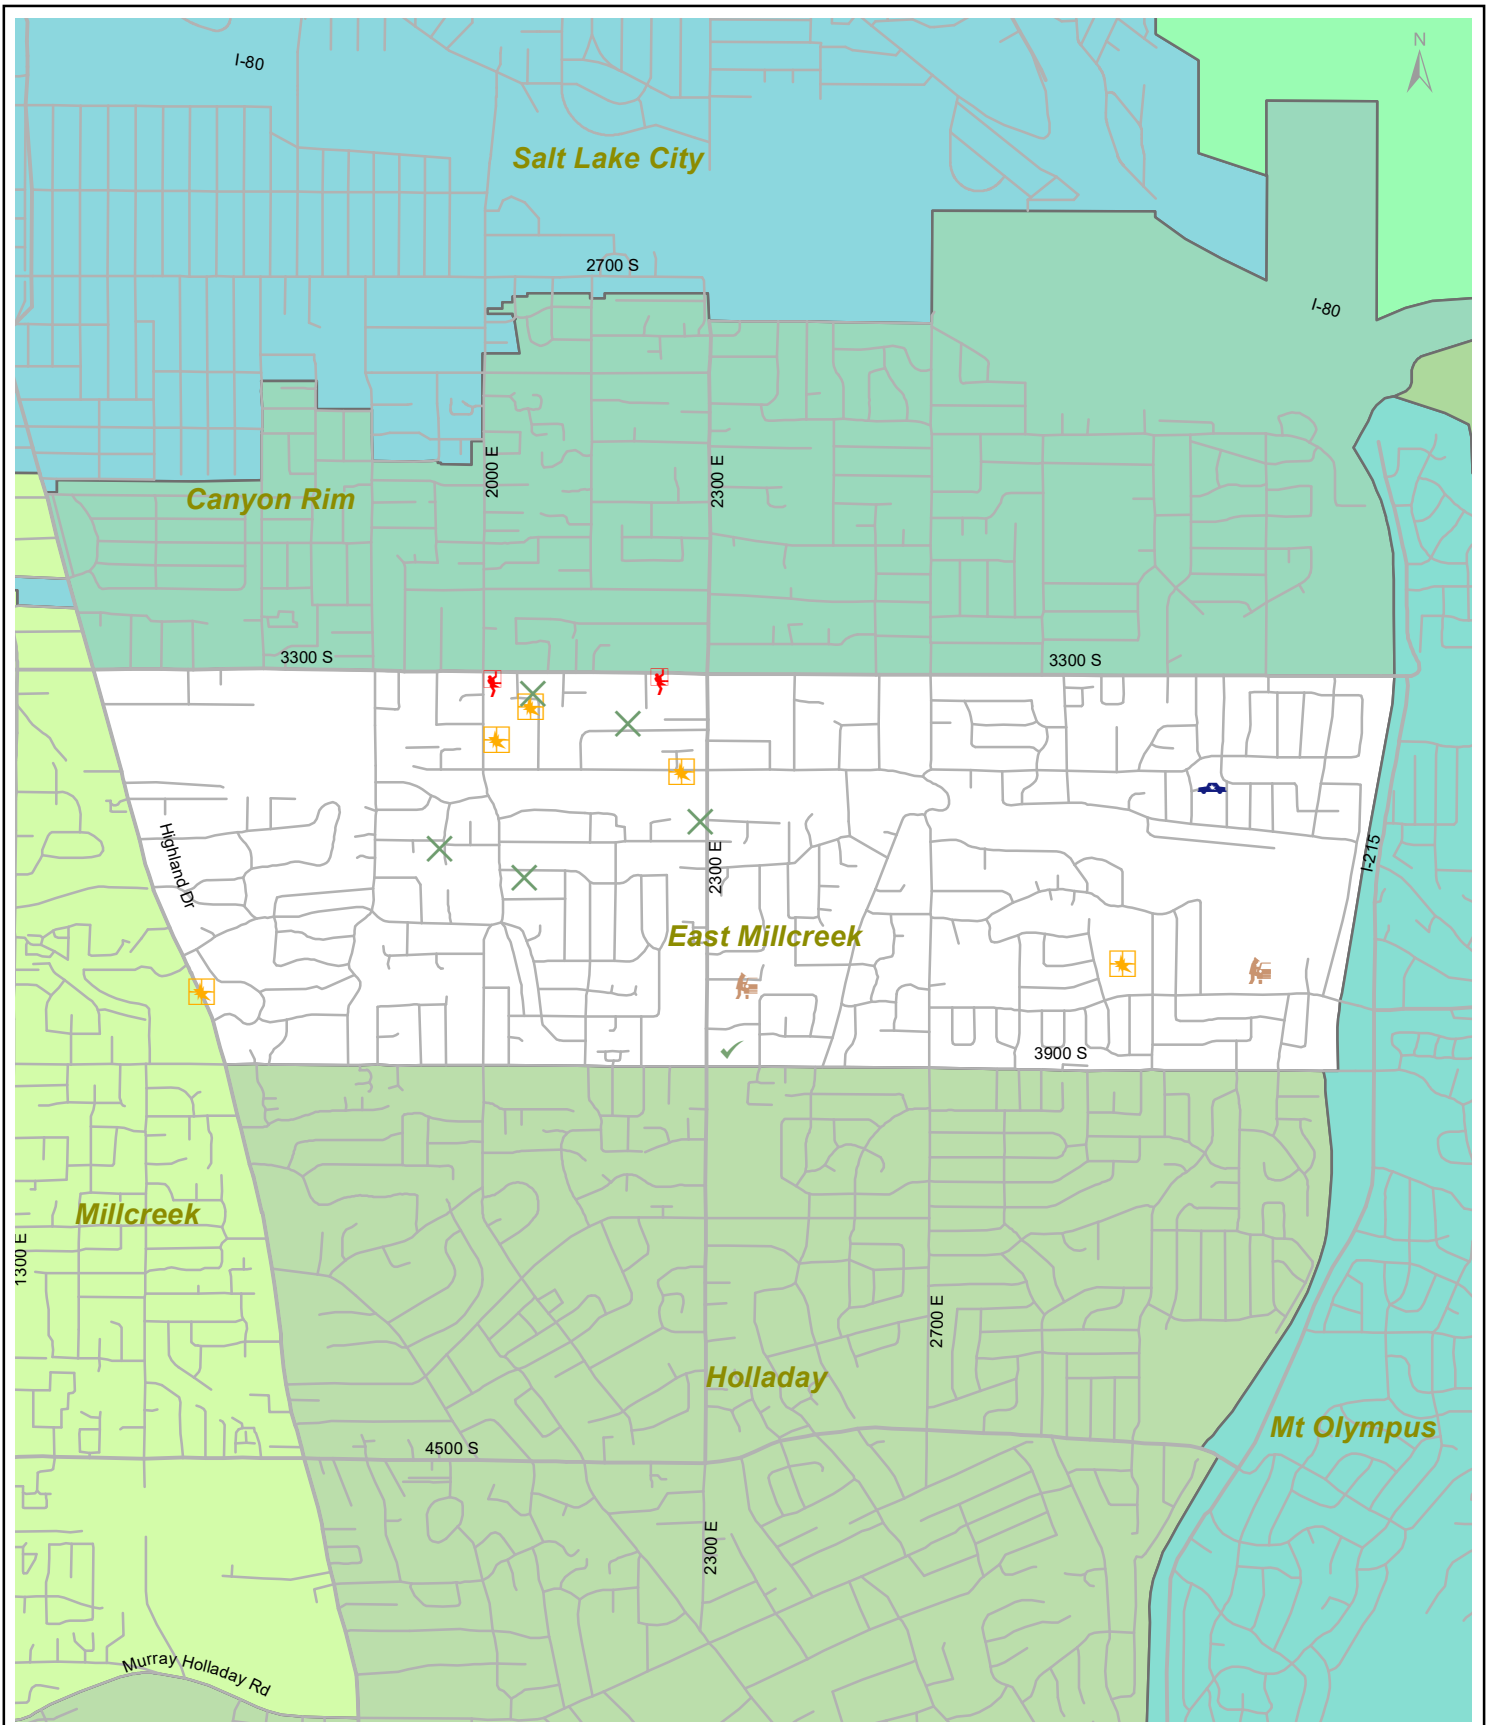 N
I-80
Salt Lake City
2700 S
I-80
2000 E
2300 E
Canyon Rim
3300 S
3300 S
Highland Dr
2300 E
I-215
East Millcreek
3900 S
Millcreek
1300 E
2700 E
Holladay
Mt Olympus
4500 S
2300 E
Murray Holladay Rd